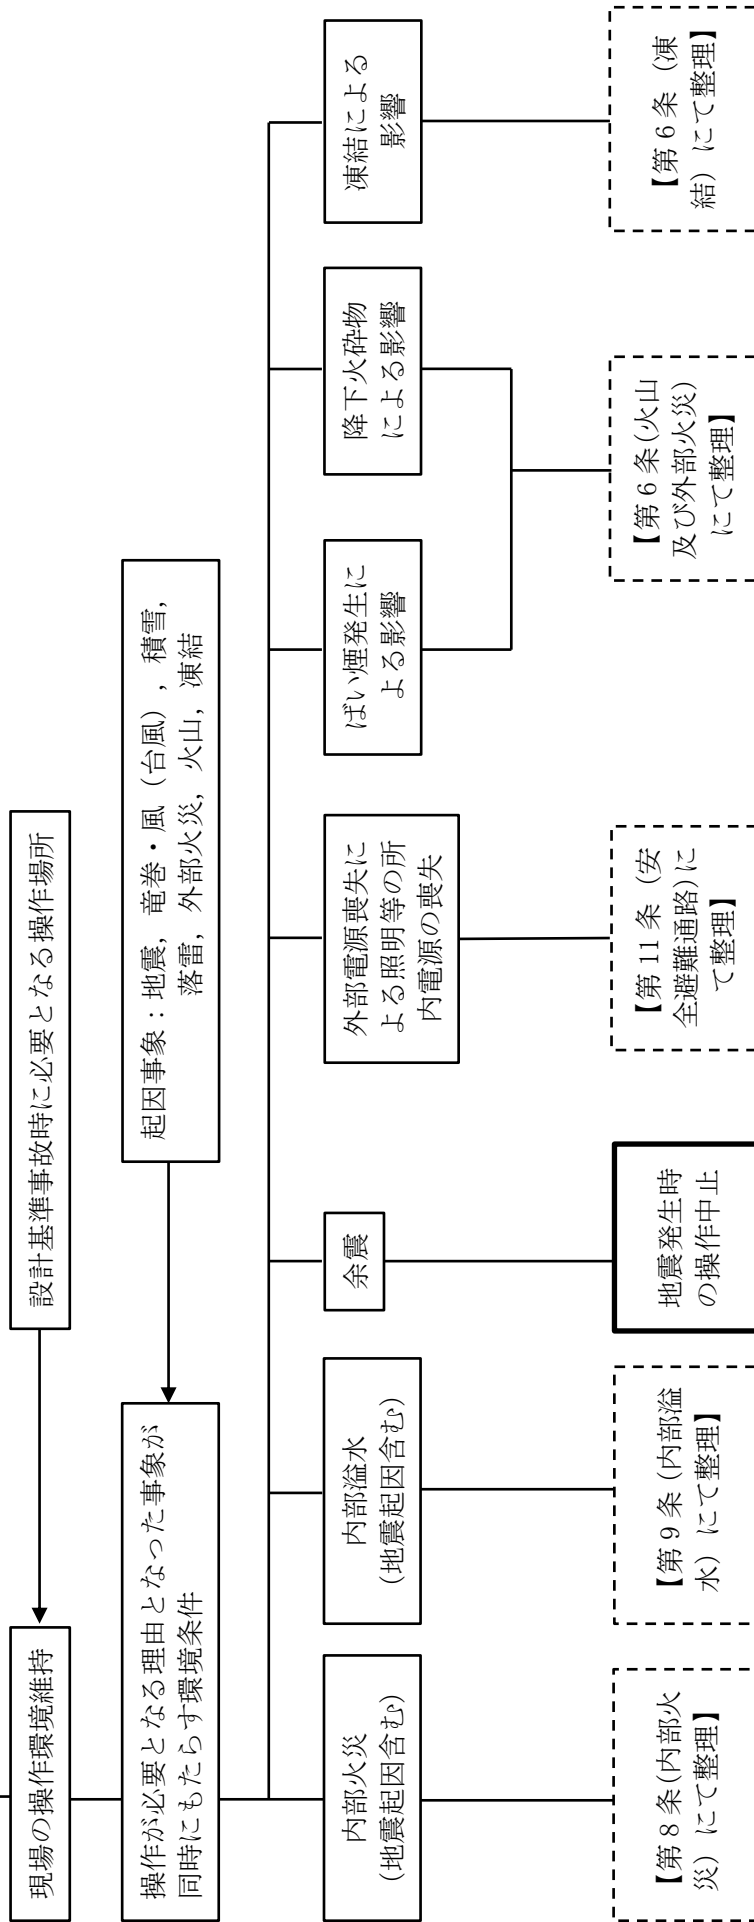 現場の操作環境維持
設計基準事故時に必要となる操作場所
操作が必要となる理由となった事象が
同時にもたらす環境条件
起因事象：地震，竜巻・風（台風），積雪，
落雷，外部火災，火山，凍結
内部火災
(地震起因含む)
内部溢水
(地震起因含む)
余震
外部電源喪失に
よる照明等の所
内電源の喪失
ばい煙発生に
よる影響
降下火砕物
による影響
凍結による
影響
【第８条(内部火
災）にて整理】
【第９条（内部溢
水）にて整理】
地震発生時
の操作中止
【第 11 条（安
全避難通路)に
て整理】
【第６条(火山
及び外部火災)
にて整理】
【第６条（凍
結）にて整理】